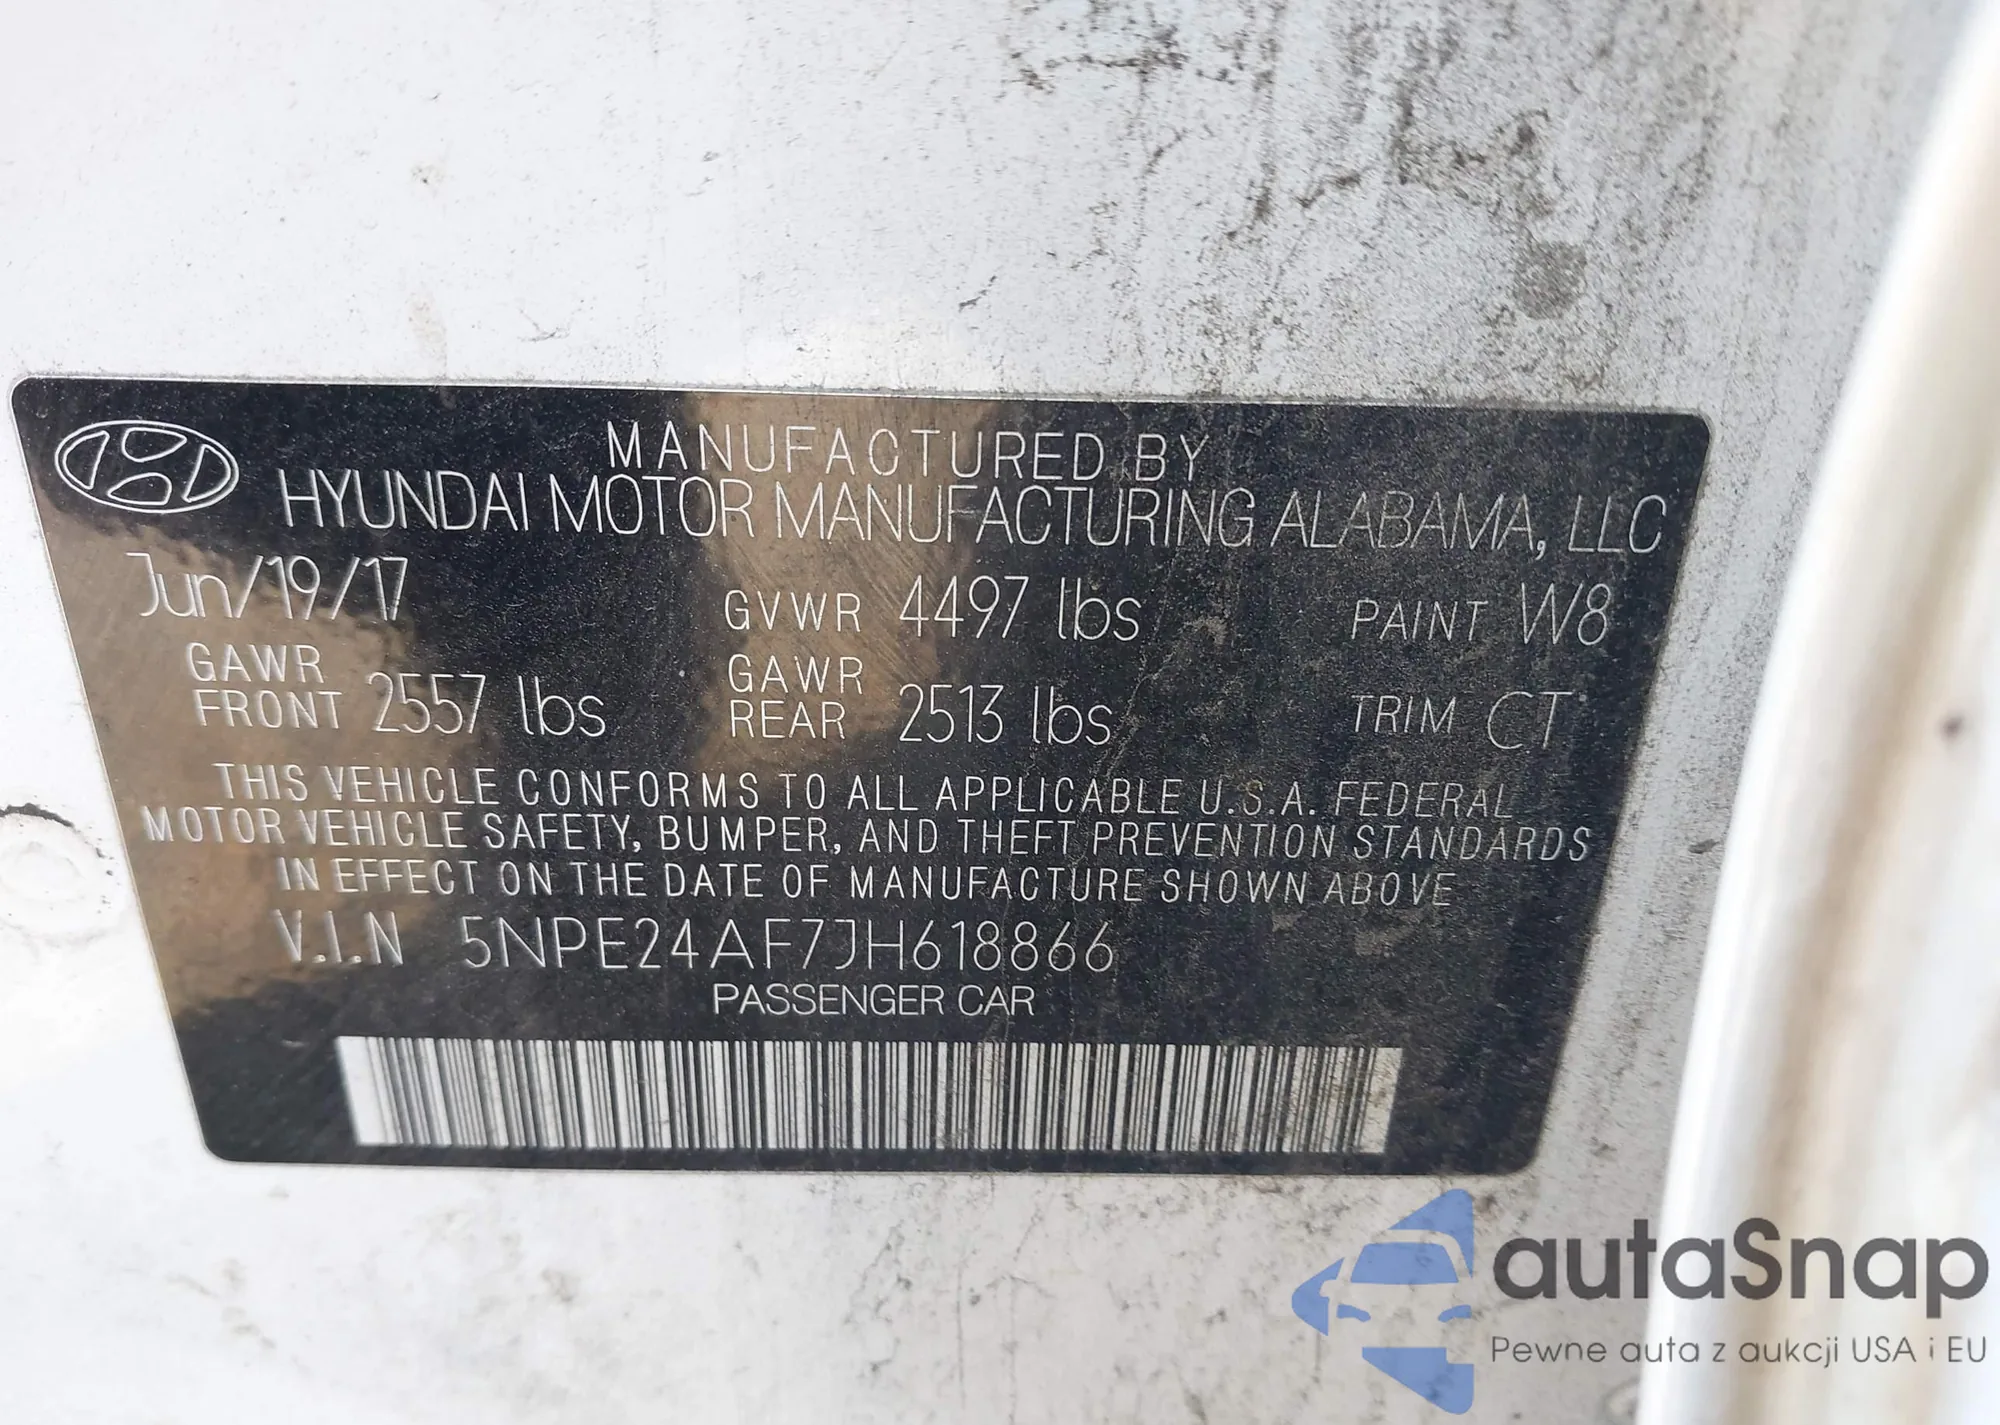 MANUFACTURED BY
HYUNDAI MOTOR MANUFACTURING ALABAMA, LLC
Jun/19/17
GVWR 4497 lbs
PAINT W8
GAWR
FRONT 2557 lbs
GAWR
REAR 2513 lbs
TRIM CT
THIS VEHICLE CONFORMS TO ALL APPLICABLE U.S.A. FEDERAL
MOTOR VEHICLE SAFETY, BUMPER, AND THEFT PREVENTION STANDARDS
IN EFFECT ON THE DATE OF MANUFACTURE SHOWN ABOVE
V.I.N 5NPE24AF7JH618866
PASSENGER CAR
autaSnap
Pewne auta z aukcji USA i EU